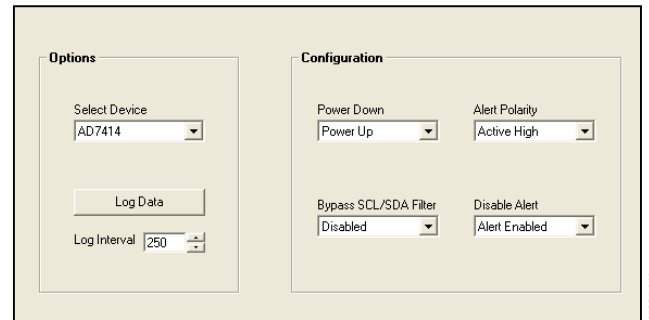 Options
Select Device
AD7414
Log Data
Log Interval 250
Configuration
Power Down
Power Up
Alert Polarity
Active High
Bypass SCL/SDA Filter
Disabled
Disable Alert
Alert Enabled